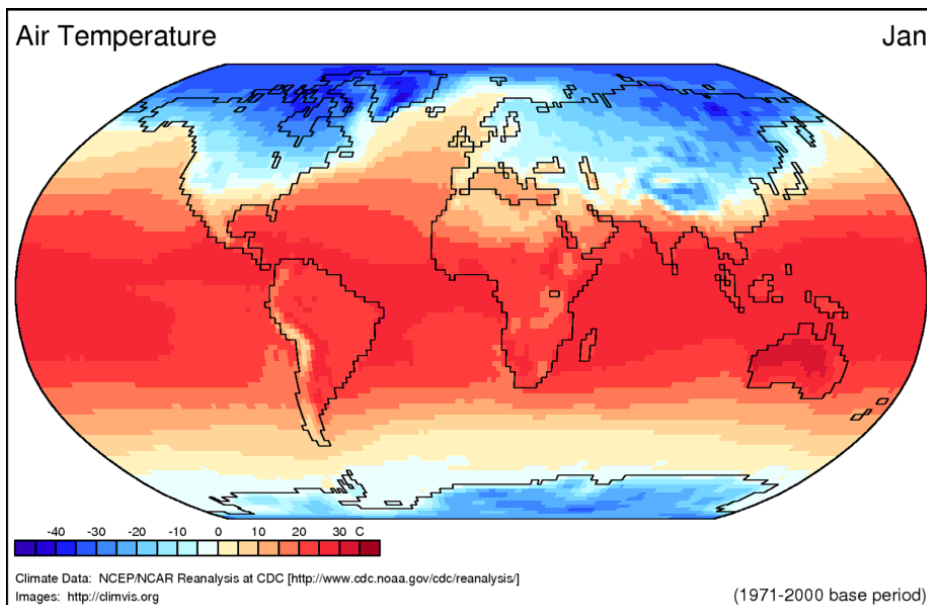 Air Temperature Jan
-40 -30 -20 -10 0 10 20 30 C
Climate Data: NCEP/NCAR Reanalysis at CDC [http://www.cdc.noaa.gov/cdc/reanalysis/]
Images: http://climvis.org (1971-2000 base period)